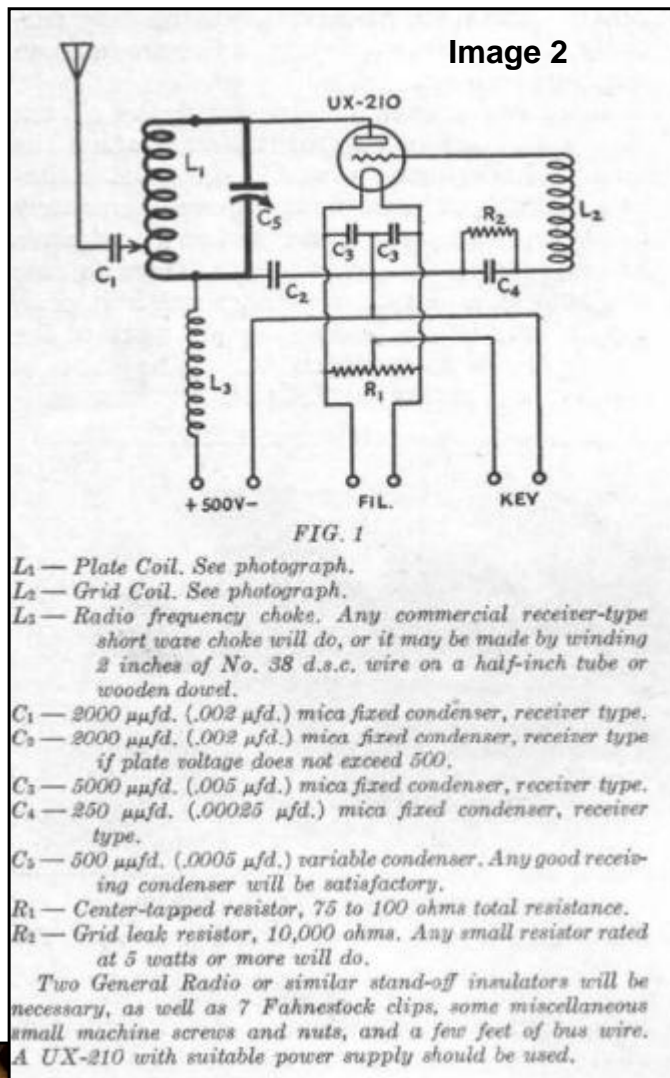 Image 2
UX-210
L1
C5
L2
R2
C1
C2
C3
C3
C4
L3
R1
+500V-
FIL.
KEY
FIG. 1
L1 — Plate Coil. See photograph.
L2 — Grid Coil. See photograph.
L3 — Radio frequency choke. Any commercial receiver-type
short wave choke will do, or it may be made by winding
2 inches of No. 38 d.s.c. wire on a half-inch tube or
wooden dowel.
C1 — 2000 μμfd. (.002 μfd.) mica fixed condenser, receiver type.
C2 — 2000 μμfd. (.002 μfd.) mica fixed condenser, receiver type
if plate voltage does not exceed 500.
C3 — 5000 μμfd. (.005 μfd.) mica fixed condenser, receiver type.
C4 — 250 μμfd. (.00025 μfd.) mica fixed condenser, receiver
type.
C5 — 500 μμfd. (.0005 μfd.) variable condenser. Any good receiv-
ing condenser will be satisfactory.
R1 — Center-tapped resistor, 75 to 100 ohms total resistance.
R2 — Grid leak resistor, 10,000 ohms. Any small resistor rated
at 5 watts or more will do.
Two General Radio or similar stand-off insulators will be
necessary, as well as 7 Fahnestock clips, some miscellaneous
small machine screws and nuts, and a few feet of bus wire.
A UX-210 with suitable power supply should be used.